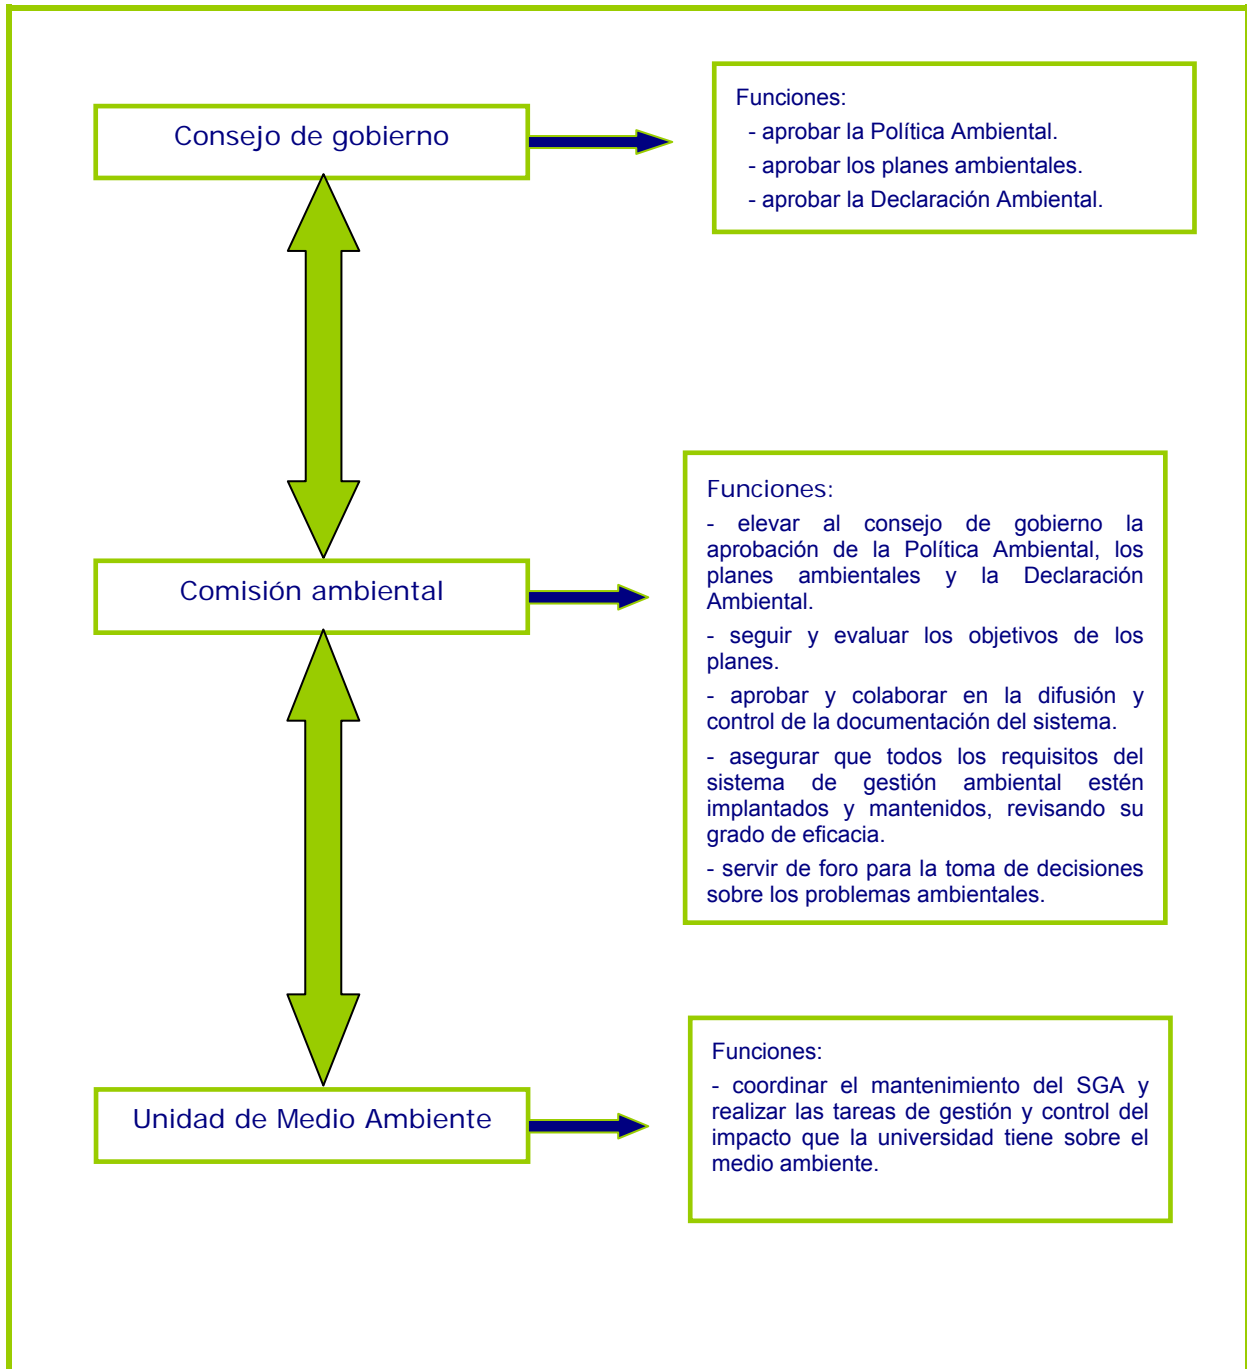 Consejo de gobierno
Funciones:
- aprobar la Política Ambiental.
- aprobar los planes ambientales.
- aprobar la Declaración Ambiental.
Comisión ambiental
Funciones:
- elevar al consejo de gobierno la
aprobación de la Política Ambiental, los
planes ambientales y la Declaración
Ambiental.
- seguir y evaluar los objetivos de los
planes.
- aprobar y colaborar en la difusión y
control de la documentación del sistema.
- asegurar que todos los requisitos del
sistema de gestión ambiental estén
implantados y mantenidos, revisando su
grado de eficacia.
- servir de foro para la toma de decisiones
sobre los problemas ambientales.
Unidad de Medio Ambiente
Funciones:
- coordinar el mantenimiento del SGA y
realizar las tareas de gestión y control del
impacto que la universidad tiene sobre el
medio ambiente.